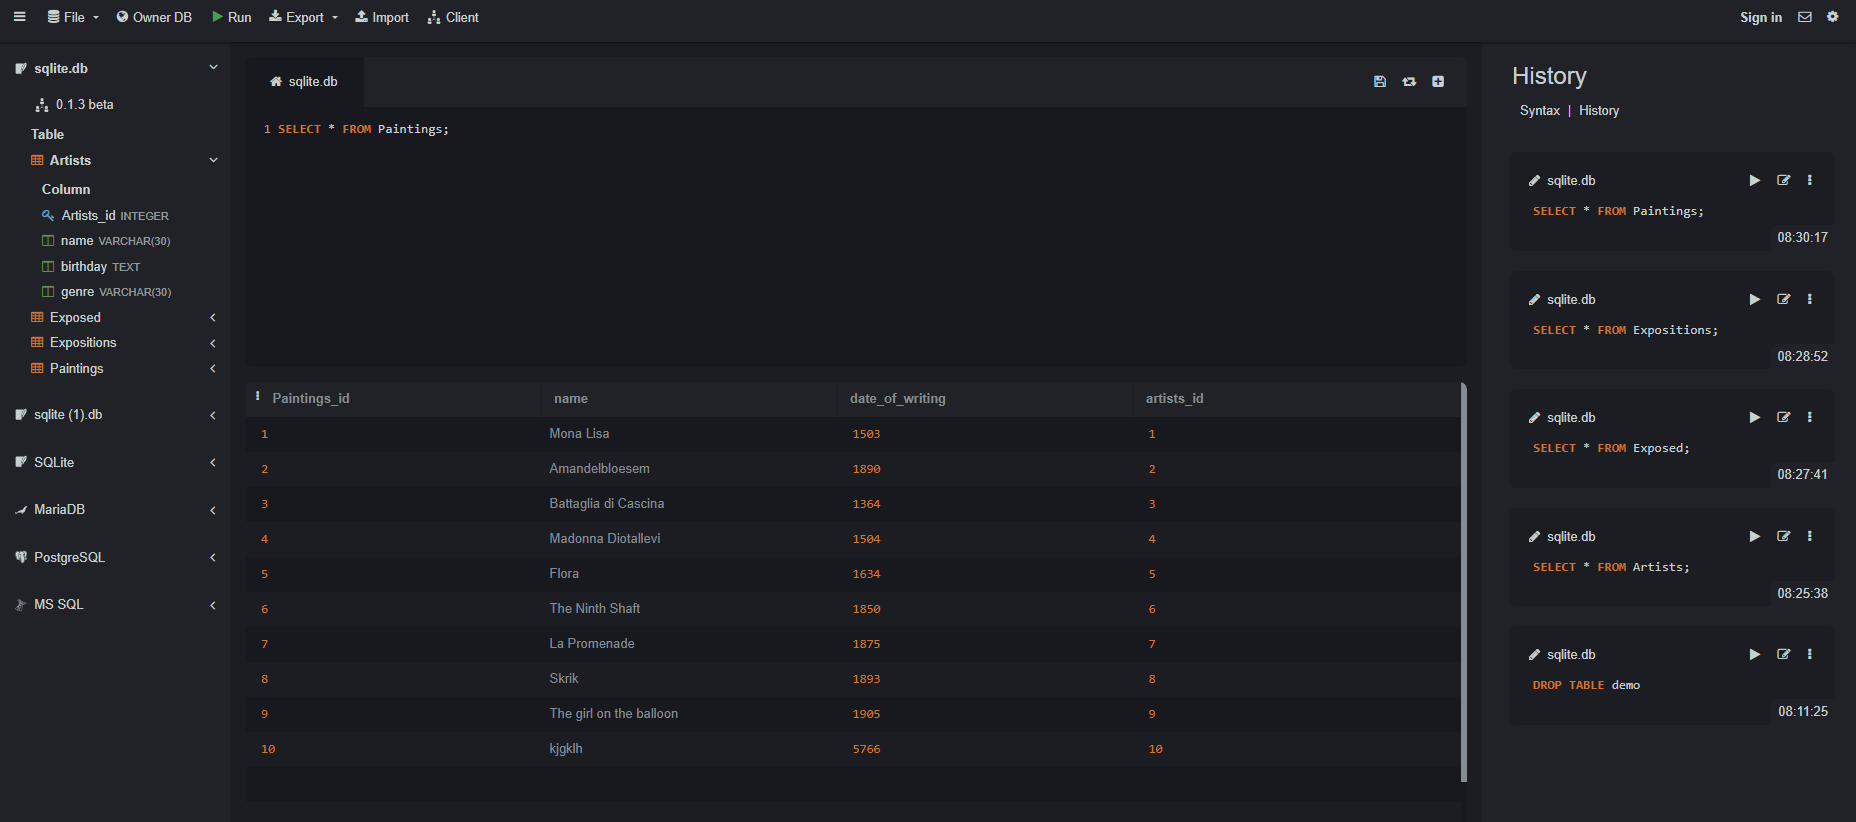 File Owner DB Run Export Import Client Sign in
sqlite.db
0.1.3 beta
Table
Artists
Column
Artists_id INTEGER
name VARCHAR(30)
birthday TEXT
genre VARCHAR(30)
Exposed
Expositions
Paintings
sqlite (1).db
SQLite
MariaDB
PostgreSQL
MS SQL
sqlite.db
1 SELECT * FROM Paintings;
Paintings_id name date_of_writing artists_id
1 Mona Lisa 1503 1
2 Amandelbloesem 1890 2
3 Battaglia di Cascina 1364 3
4 Madonna Diotallevi 1504 4
5 Flora 1634 5
6 The Ninth Shaft 1850 6
7 La Promenade 1875 7
8 Skrik 1893 8
9 The girl on the balloon 1905 9
10 kjgklh 5766 10
History
Syntax | History
sqlite.db
SELECT * FROM Paintings;
08:30:17
sqlite.db
SELECT * FROM Expositions;
08:28:52
sqlite.db
SELECT * FROM Exposed;
08:27:41
sqlite.db
SELECT * FROM Artists;
08:25:38
sqlite.db
DROP TABLE demo
08:11:25